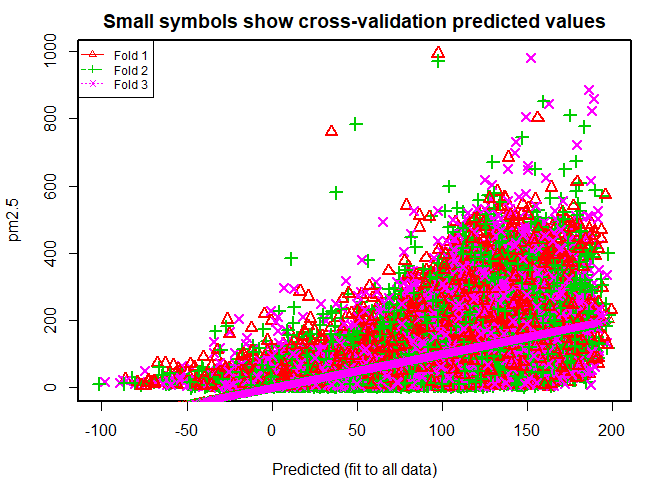 Small symbols show cross-validation predicted values
Fold 1
Fold 2
Fold 3
pm2.5
1000
800
600
400
200
0
-100 -50 0 50 100 150 200
Predicted (fit to all data)